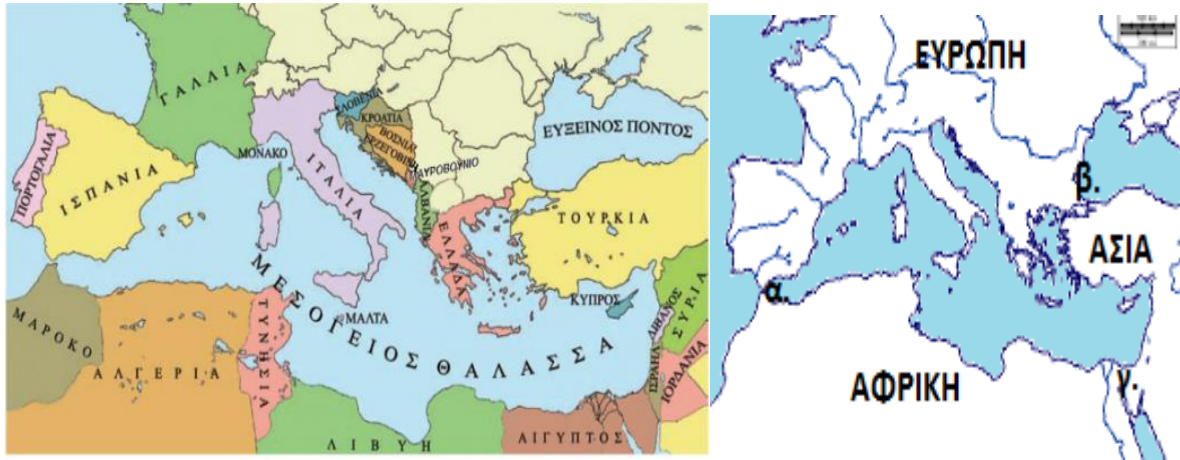 ΓΑΛΛΙΑ
ΣΛΟΒΕΝΙΑ
ΚΡΟΑΤΙΑ
ΒΟΣΝΙΑ
ΕΡΖΕΓΟΒΙΝΗ
ΜΑΥΡΟΒΟΥΝΙΟ
ΕΥΞΕΙΝΟΣ ΠΟΝΤΟΣ
ΜΟΝΑΚΟ
ΙΤΑΛΙΑ
ΠΟΡΤΟΓΑΛΙΑ
ΙΣΠΑΝΙΑ
ΑΛΒΑΝΙΑ
ΕΛΛΑΔΑ
ΤΟΥΡΚΙΑ
ΚΥΠΡΟΣ
ΜΕΣΟΓΕΙΟΣ ΘΑΛΑΣΣΑ
ΜΑΛΤΑ
ΛΙΒΑΝΟΣ
ΣΥΡΙΑ
ΙΣΡΑΗΛ
ΙΟΡΔΑΝΙΑ
ΜΑΡΟΚΟ
ΑΛΓΕΡΙΑ
ΤΥΝΗΣΙΑ
ΛΙΒΥΗ
ΑΙΓΥΠΤΟΣ
ΕΥΡΩΠΗ
β.
ΑΣΙΑ
α.
ΑΦΡΙΚΗ
γ.